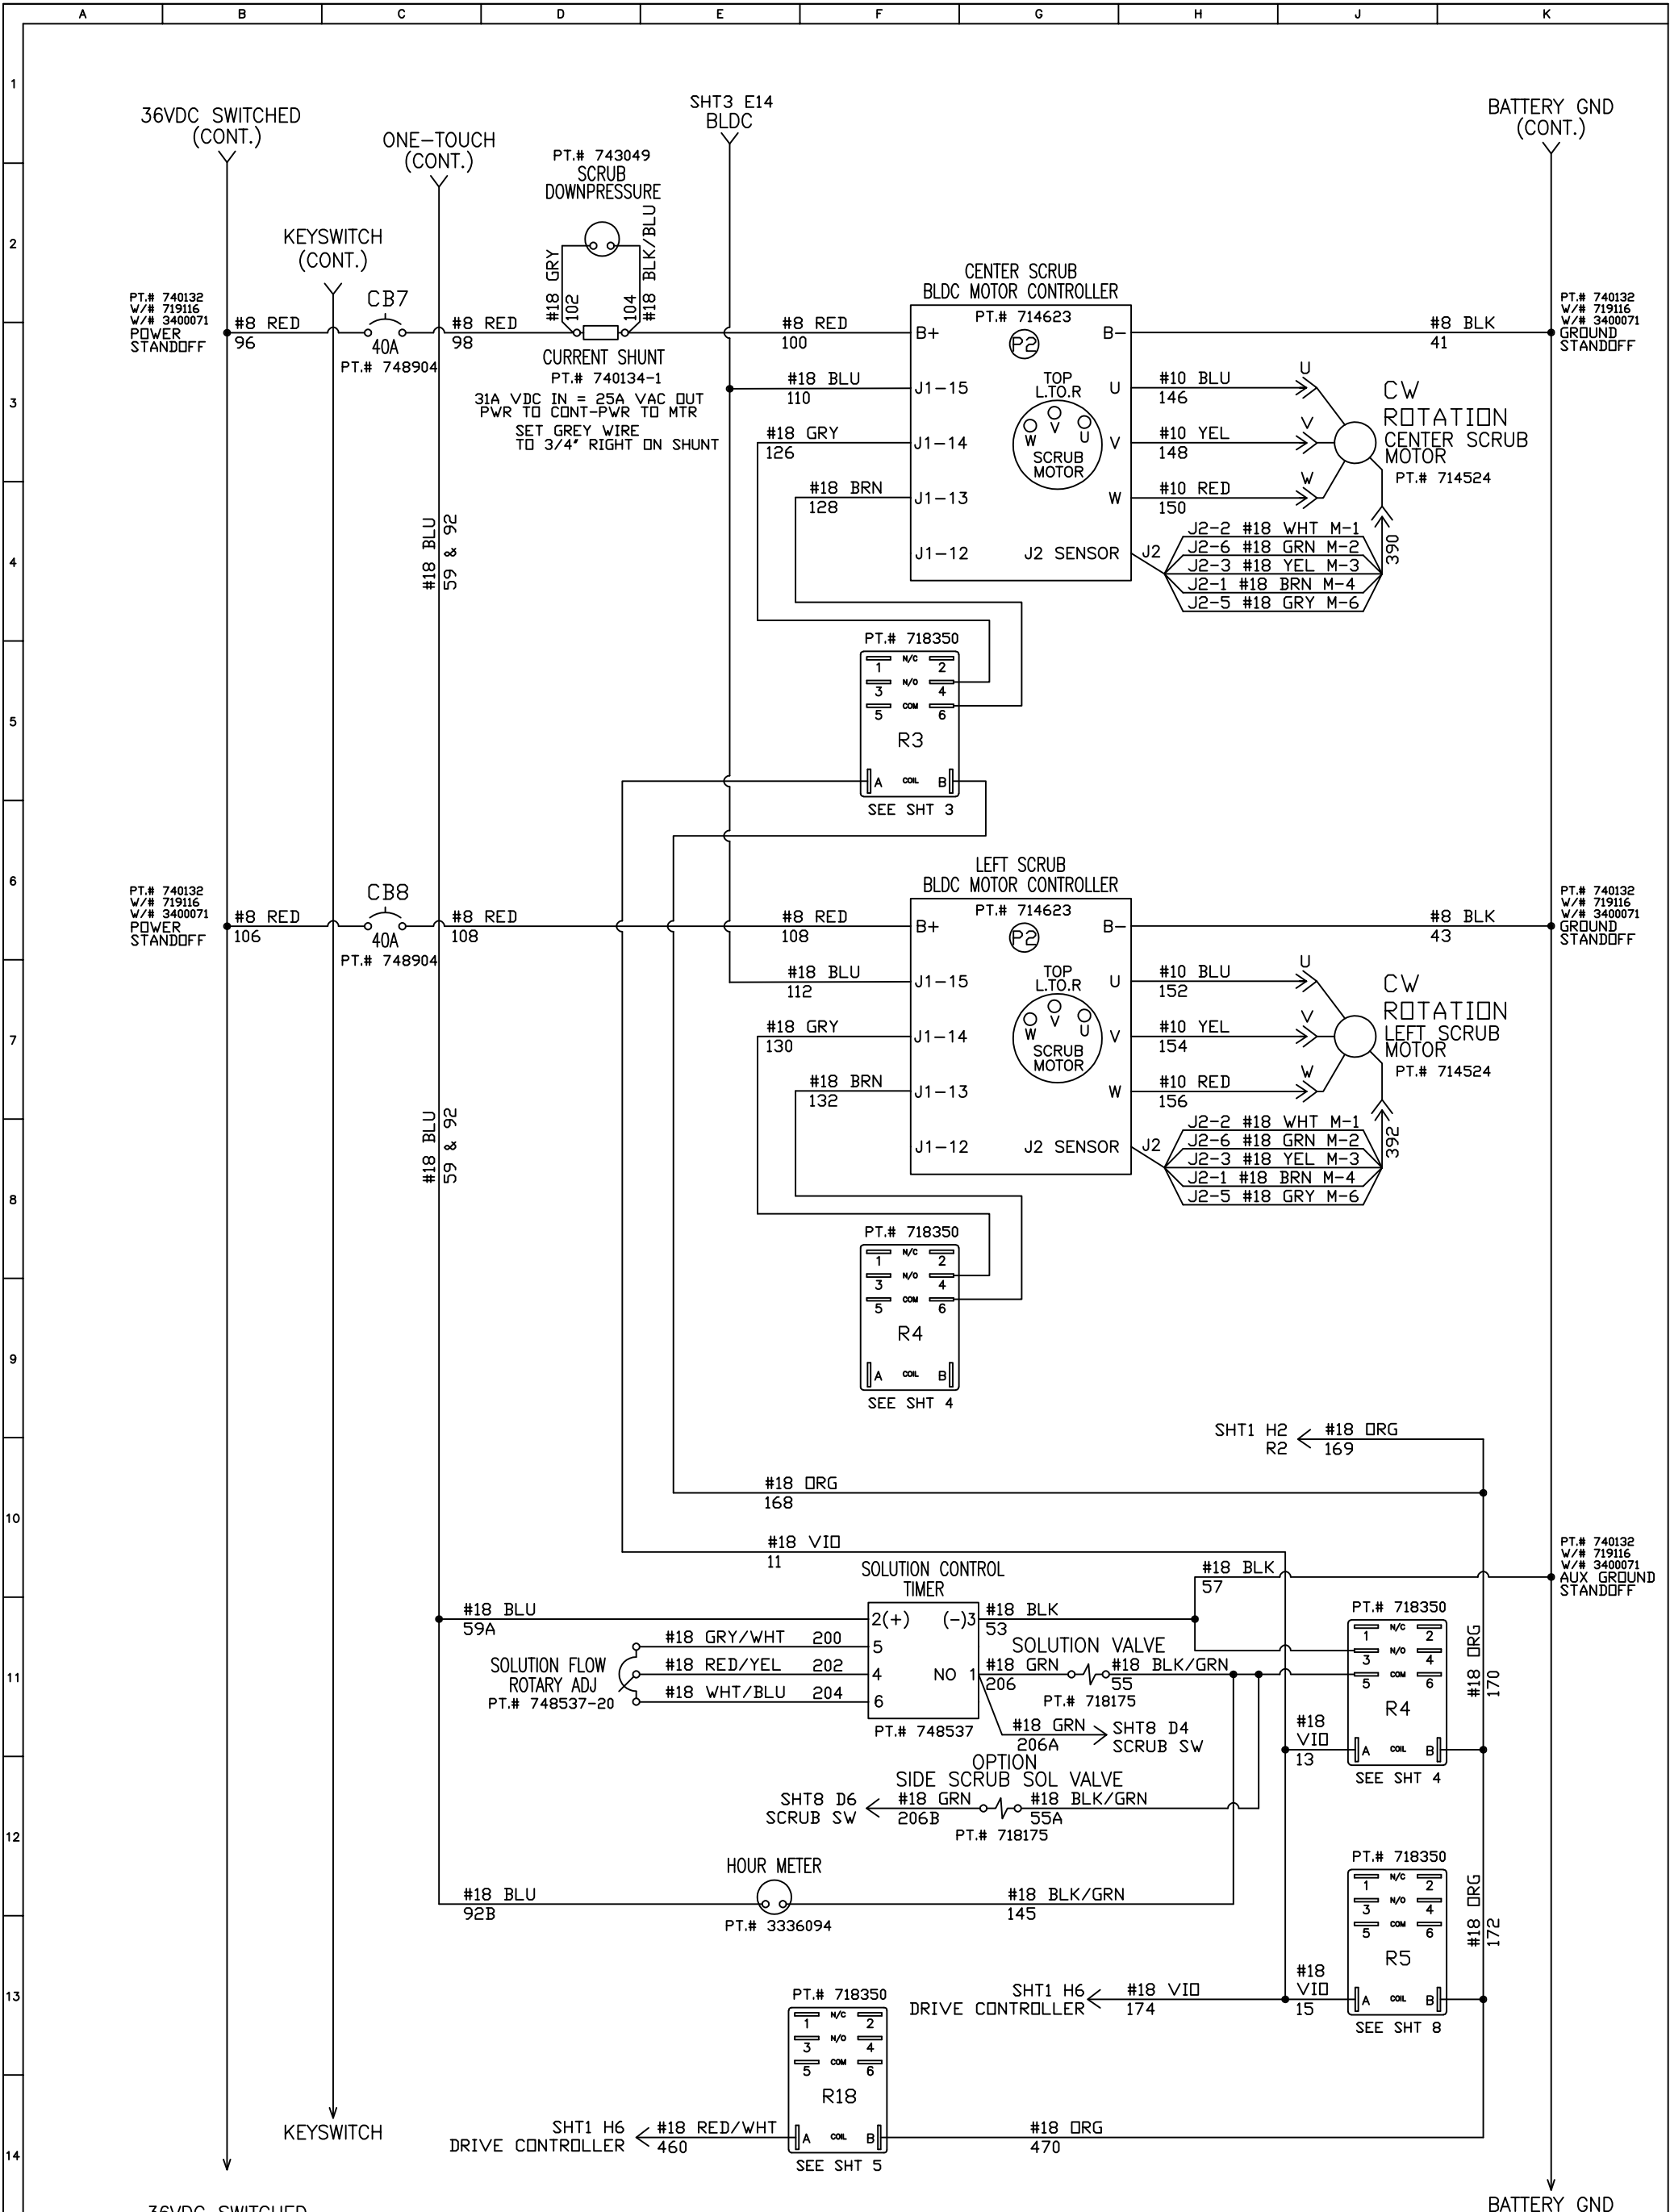 A B C D E F G H J K
1
2
3
4
5
6
7
8
9
10
11
12
13
14
36VDC SWITCHED
(CONT.)
ONE-TOUCH
(CONT.)
KEYSWITCH
(CONT.)
SHT3 E14
BLDC
BATTERY GND
(CONT.)
PT.# 743049
SCRUB
DOWNPRESSURE
#18 GRY
102
104
#18 BLK/BLU
PT.# 740132
W/# 719116
W/# 3400071
POWER
STANDOFF
#8 RED
96
CB7
40A
PT.# 748904
#8 RED
98
CURRENT SHUNT
PT.# 740134-1
31A VDC IN = 25A VAC OUT
PWR TO CONT-PWR TO MTR
SET GREY WIRE
TO 3/4" RIGHT ON SHUNT
#8 RED
100
#18 BLU
110
#18 GRY
126
#18 BRN
128
CENTER SCRUB
BLDC MOTOR CONTROLLER
PT.# 714623
P2
B+
B-
J1-15
J1-14
J1-13
J1-12
TOP
L.TO.R
W V U
SCRUB
MOTOR
U
V
W
J2 SENSOR
J2
#8 BLK
41
PT.# 740132
W/# 719116
W/# 3400071
GROUND
STANDOFF
#10 BLU
146
#10 YEL
148
#10 RED
150
U
V
W
CW
ROTATION
CENTER SCRUB
MOTOR
PT.# 714524
J2-2 #18 WHT M-1
J2-6 #18 GRN M-2
J2-3 #18 YEL M-3
J2-1 #18 BRN M-4
J2-5 #18 GRY M-6
390
#18 BLU
59 & 92
PT.# 718350
1 N/C 2
3 N/O 4
5 COM 6
R3
A COIL B
SEE SHT 3
PT.# 740132
W/# 719116
W/# 3400071
POWER
STANDOFF
#8 RED
106
CB8
40A
PT.# 748904
#8 RED
108
#8 RED
108
#18 BLU
112
#18 GRY
130
#18 BRN
132
LEFT SCRUB
BLDC MOTOR CONTROLLER
PT.# 714623
P2
B+
B-
J1-15
J1-14
J1-13
J1-12
TOP
L.TO.R
W V U
SCRUB
MOTOR
U
V
W
J2 SENSOR
J2
#8 BLK
43
PT.# 740132
W/# 719116
W/# 3400071
GROUND
STANDOFF
#10 BLU
152
#10 YEL
154
#10 RED
156
U
V
W
CW
ROTATION
LEFT SCRUB
MOTOR
PT.# 714524
J2-2 #18 WHT M-1
J2-6 #18 GRN M-2
J2-3 #18 YEL M-3
J2-1 #18 BRN M-4
J2-5 #18 GRY M-6
392
#18 BLU
59 & 92
PT.# 718350
1 N/C 2
3 N/O 4
5 COM 6
R4
A COIL B
SEE SHT 4
SHT1 H2
R2
#18 ORG
169
#18 ORG
168
#18 VIO
11
#18 BLK
57
PT.# 740132
W/# 719116
W/# 3400071
AUX GROUND
STANDOFF
SOLUTION CONTROL
TIMER
#18 BLU
59A
2(+) (-)3
5
4 NO 1
6
PT.# 748537
#18 BLK
53
#18 GRY/WHT 200
#18 RED/YEL 202
#18 WHT/BLU 204
SOLUTION FLOW
ROTARY ADJ
PT.# 748537-20
SOLUTION VALVE
#18 GRN
206
#18 BLK/GRN
55
PT.# 718175
#18 GRN
206A
SHT8 D4
SCRUB SW
PT.# 718350
1 N/C 2
3 N/O 4
5 COM 6
R4
A COIL B
SEE SHT 4
#18
VIO
13
#18 ORG
170
OPTION
SIDE SCRUB SOL VALVE
SHT8 D6
SCRUB SW
#18 GRN
206B
#18 BLK/GRN
55A
PT.# 718175
HOUR METER
#18 BLU
92B
PT.# 3336094
#18 BLK/GRN
145
PT.# 718350
1 N/C 2
3 N/O 4
5 COM 6
R5
A COIL B
SEE SHT 8
#18
VIO
15
#18 ORG
172
SHT1 H6
DRIVE CONTROLLER
#18 VIO
174
PT.# 718350
1 N/C 2
3 N/O 4
5 COM 6
R18
A COIL B
SEE SHT 5
SHT1 H6
DRIVE CONTROLLER
#18 RED/WHT
460
#18 ORG
470
KEYSWITCH
36VDC SWITCHED
BATTERY GND